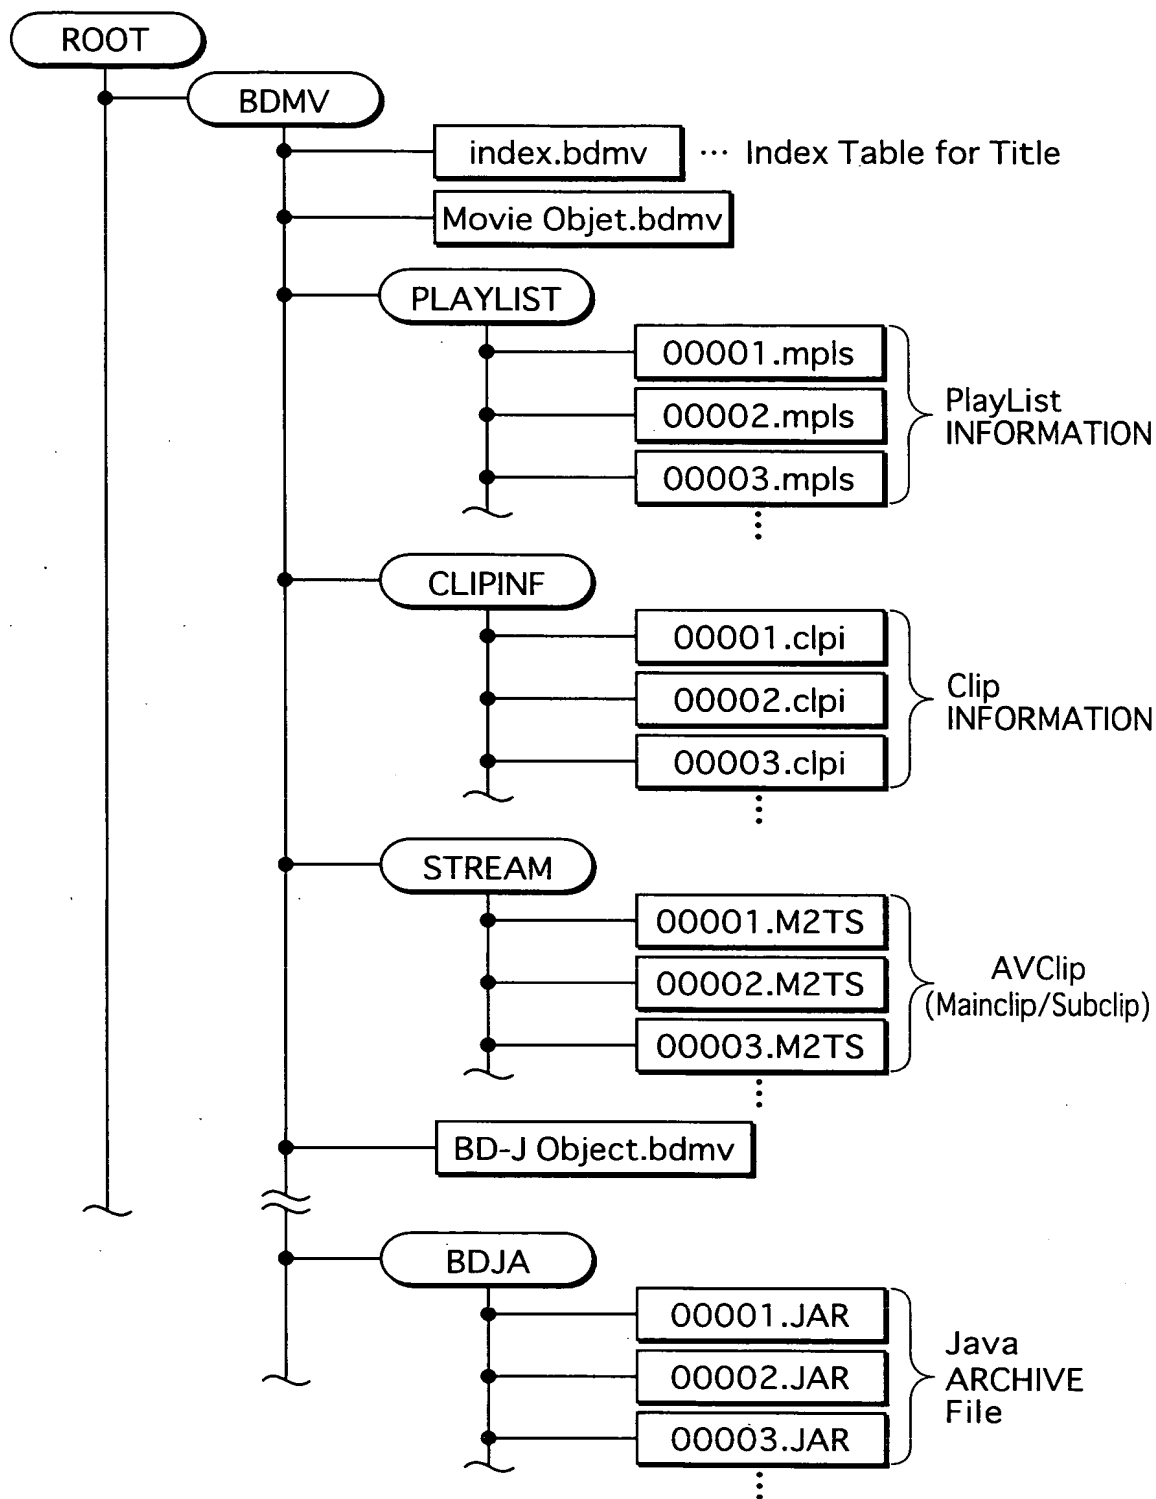 ROOT
BDMV
index.bdmv ... Index Table for Title
Movie Objet.bdmv
PLAYLIST
00001.mpls
00002.mpls
00003.mpls
PlayList
INFORMATION
CLIPINF
00001.clpi
00002.clpi
00003.clpi
Clip
INFORMATION
STREAM
00001.M2TS
00002.M2TS
00003.M2TS
AVClip
(Mainclip/Subclip)
BD-J Object.bdmv
BDJA
00001.JAR
00002.JAR
00003.JAR
Java
ARCHIVE
File